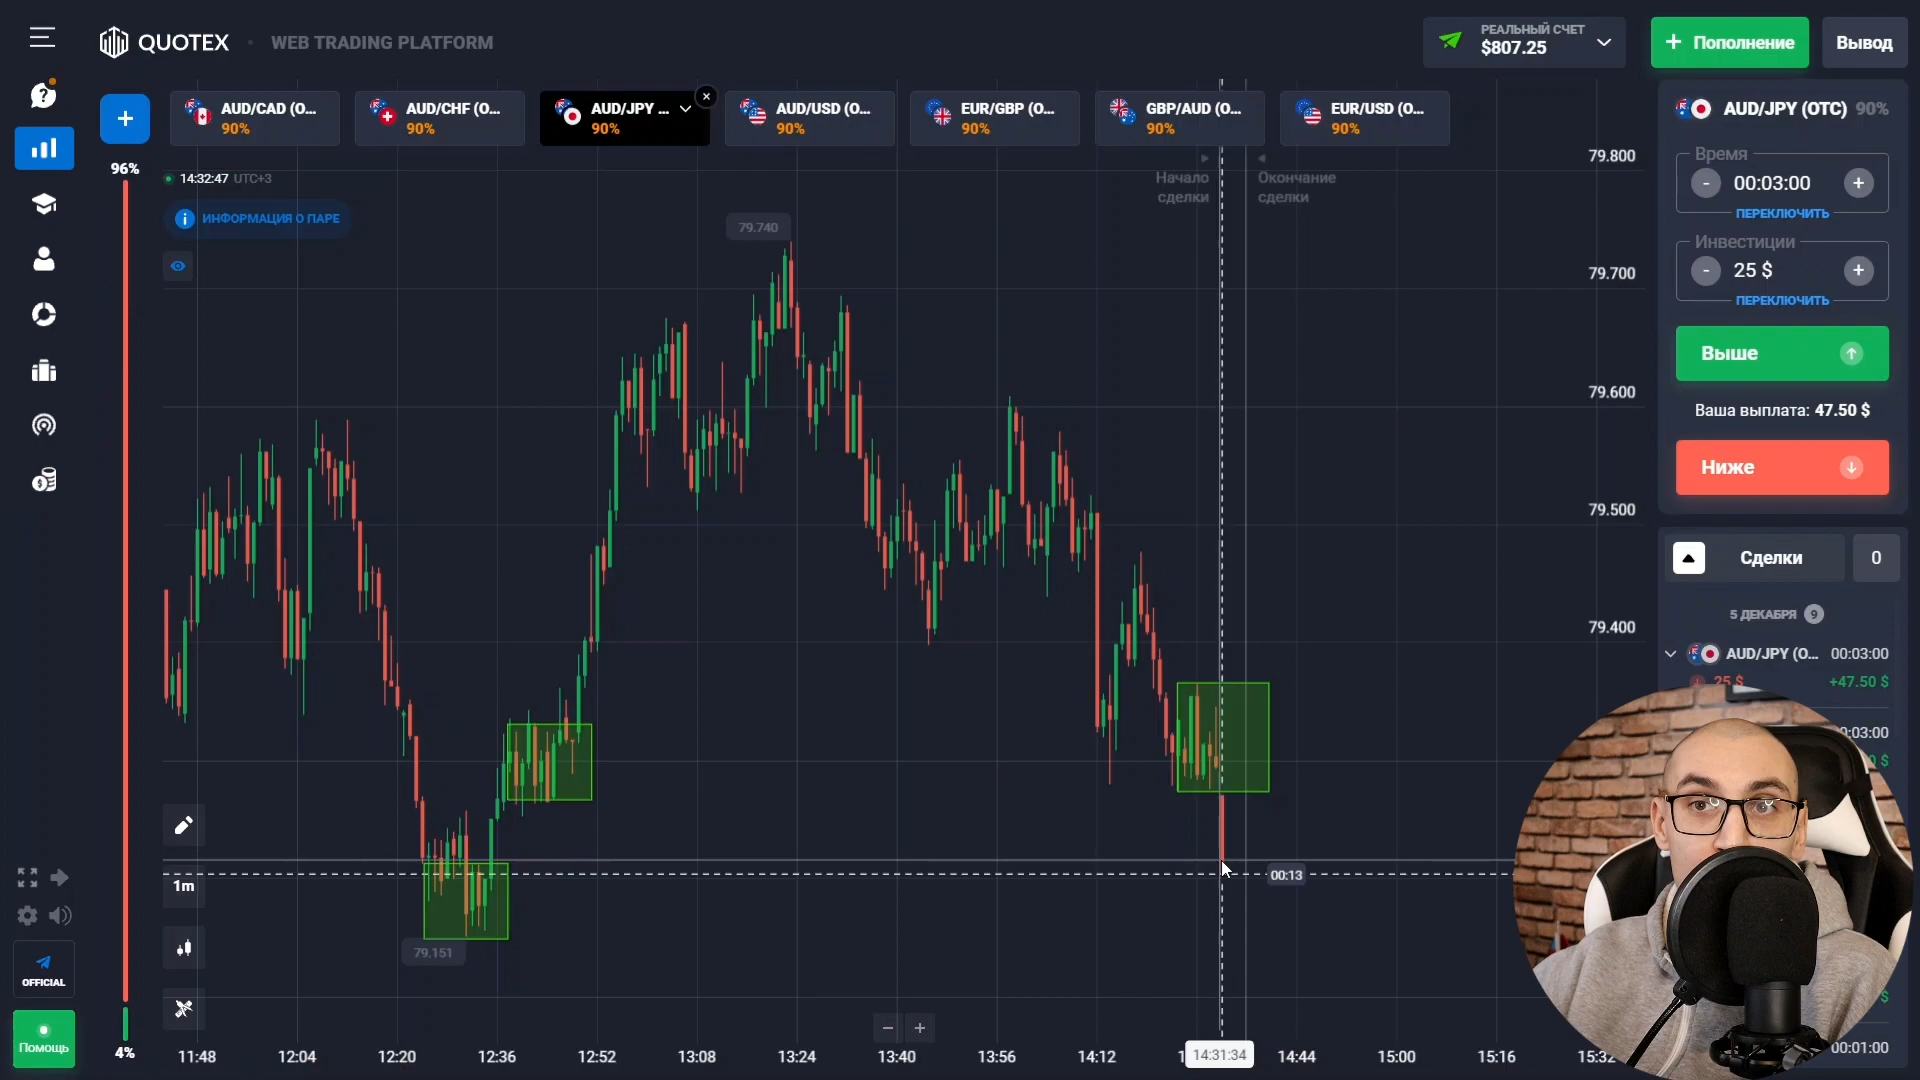 QUOTEX
WEB TRADING PLATFORM
РЕАЛЬНЫЙ СЧЕТ
$807.25
+ Пополнение
Вывод
AUD/CAD (O...
90%
AUD/CHF (O...
90%
AUD/JPY ...
90%
AUD/USD (O...
90%
EUR/GBP (O...
90%
GBP/AUD (O...
90%
EUR/USD (O...
90%
96%
4%
14:32:47 UTC+3
ИНФОРМАЦИЯ О ПАРЕ
Начало
сделки
Окончание
сделки
79.740
79.151
79.800
79.700
79.600
79.500
79.400
1m
00:13
11:48
12:04
12:20
12:36
12:52
13:08
13:24
13:40
13:56
14:12
14:31:34
14:44
15:00
15:16
OFFICIAL
Помощь
AUD/JPY (OTC) 90%
Время
- 00:03:00 +
ПЕРЕКЛЮЧИТЬ
Инвестиции
- 25 $ +
ПЕРЕКЛЮЧИТЬ
Выше
Ваша выплата: 47.50 $
Ниже
Сделки
0
5 ДЕКАБРЯ 9
AUD/JPY (O... 00:03:00
25 $ +47.50 $
00:01:00